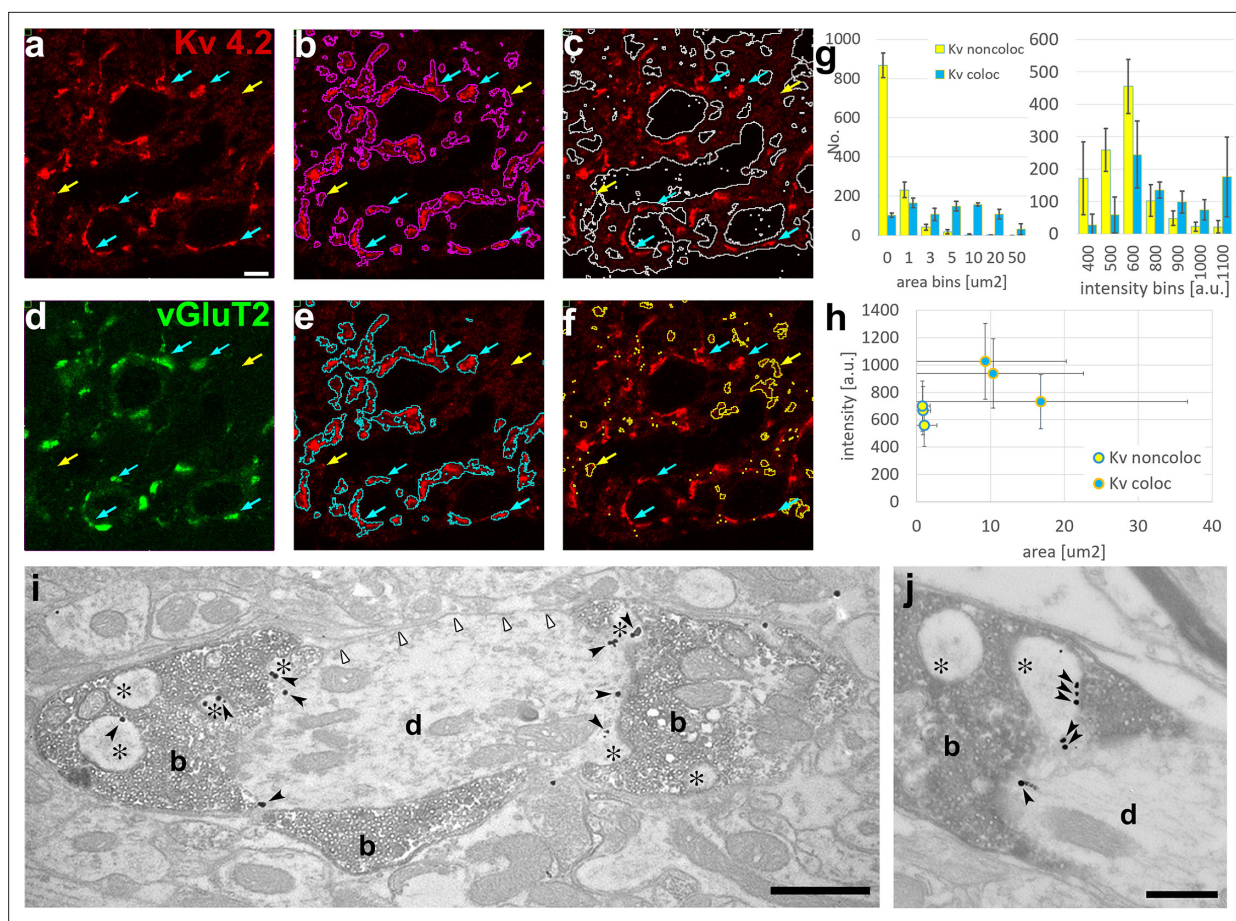 a
Kv 4.2
b
c
d
vGluT2
e
f
g
1000
800
600
400
200
0
No.
Kv noncoloc
Kv coloc
0 1 3 5 10 20 50
area bins [um2]
600
500
400
300
200
100
0
400 500 600 800 900 1000 1100
intensity bins [a.u.]
h
1400
1200
1000
800
600
400
200
0
intensity [a.u.]
Kv noncoloc
Kv coloc
0 10 20 30 40
area [um2]
i
* * * * * * *
b
d
b
b
j
* *
b
d